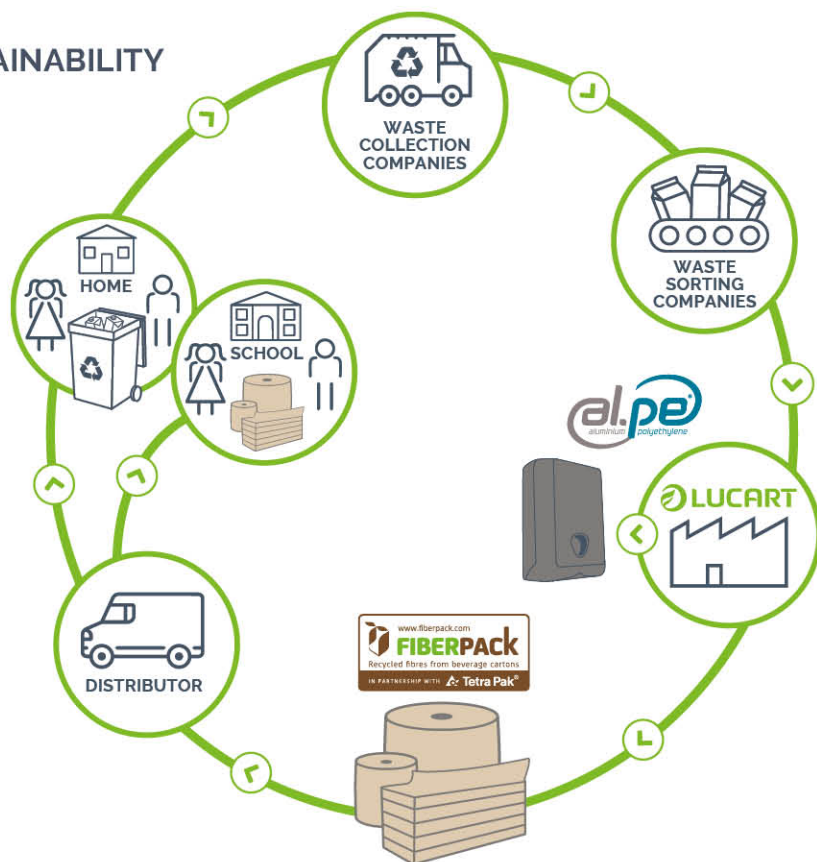 AINABILITY
WASTE
COLLECTION
COMPANIES
WASTE
SORTING
COMPANIES
HOME
SCHOOL
al.pe®
aluminium polyethylene
LUCART
www.fiberpack.com
FIBERPACK
Recycled fibres from beverage cartons
IN PARTNERSHIP WITH Tetra Pak®
DISTRIBUTOR